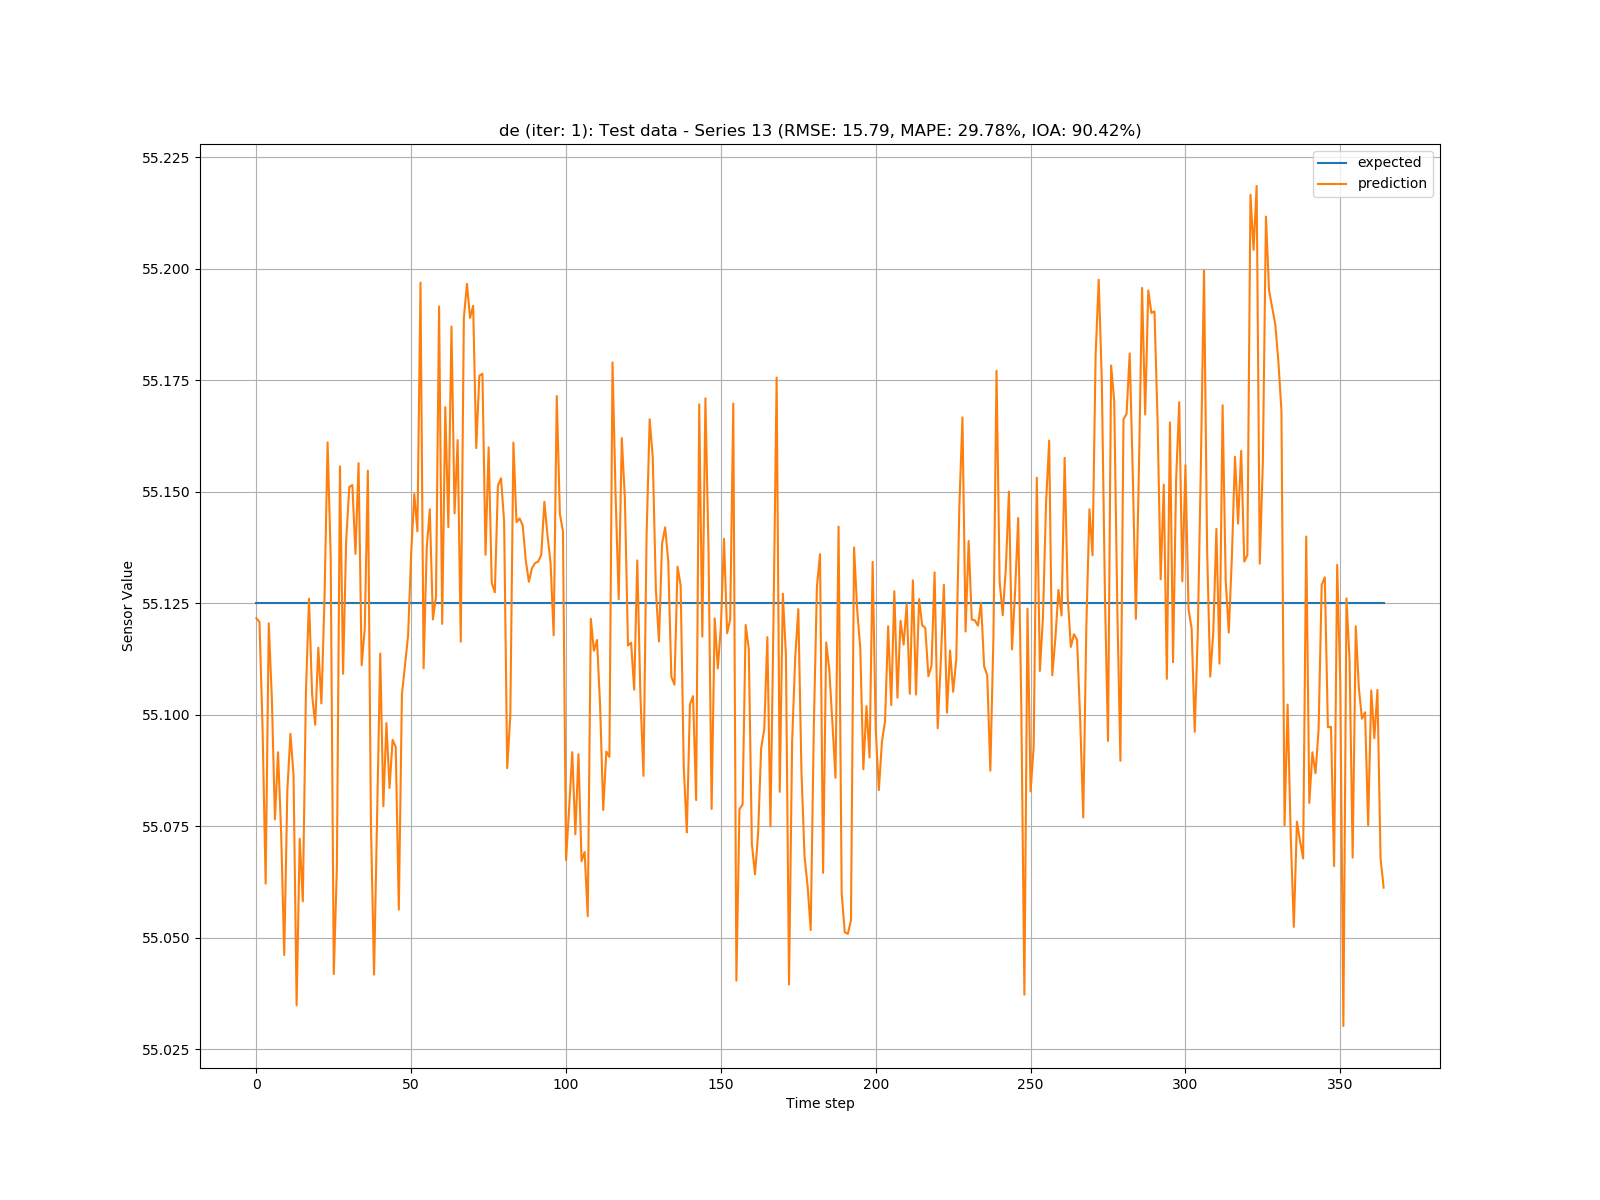 de (iter: 1): Test data - Series 13 (RMSE: 15.79, MAPE: 29.78%, IOA: 90.42%)
expected
prediction
Sensor Value
55.225
55.200
55.175
55.150
55.125
55.100
55.075
55.050
55.025
0 50 100 150 200 250 300 350
Time step